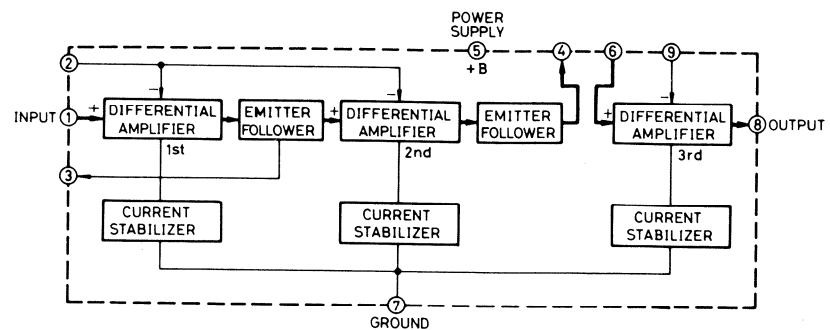 POWER
SUPPLY
5
4
6
9
+B
2
INPUT
1
+
-
DIFFERENTIAL
AMPLIFIER
1st
EMITTER
FOLLOWER
+
-
DIFFERENTIAL
AMPLIFIER
2nd
EMITTER
FOLLOWER
+
-
DIFFERENTIAL
AMPLIFIER
3rd
8
OUTPUT
3
CURRENT
STABILIZER
CURRENT
STABILIZER
CURRENT
STABILIZER
7
GROUND